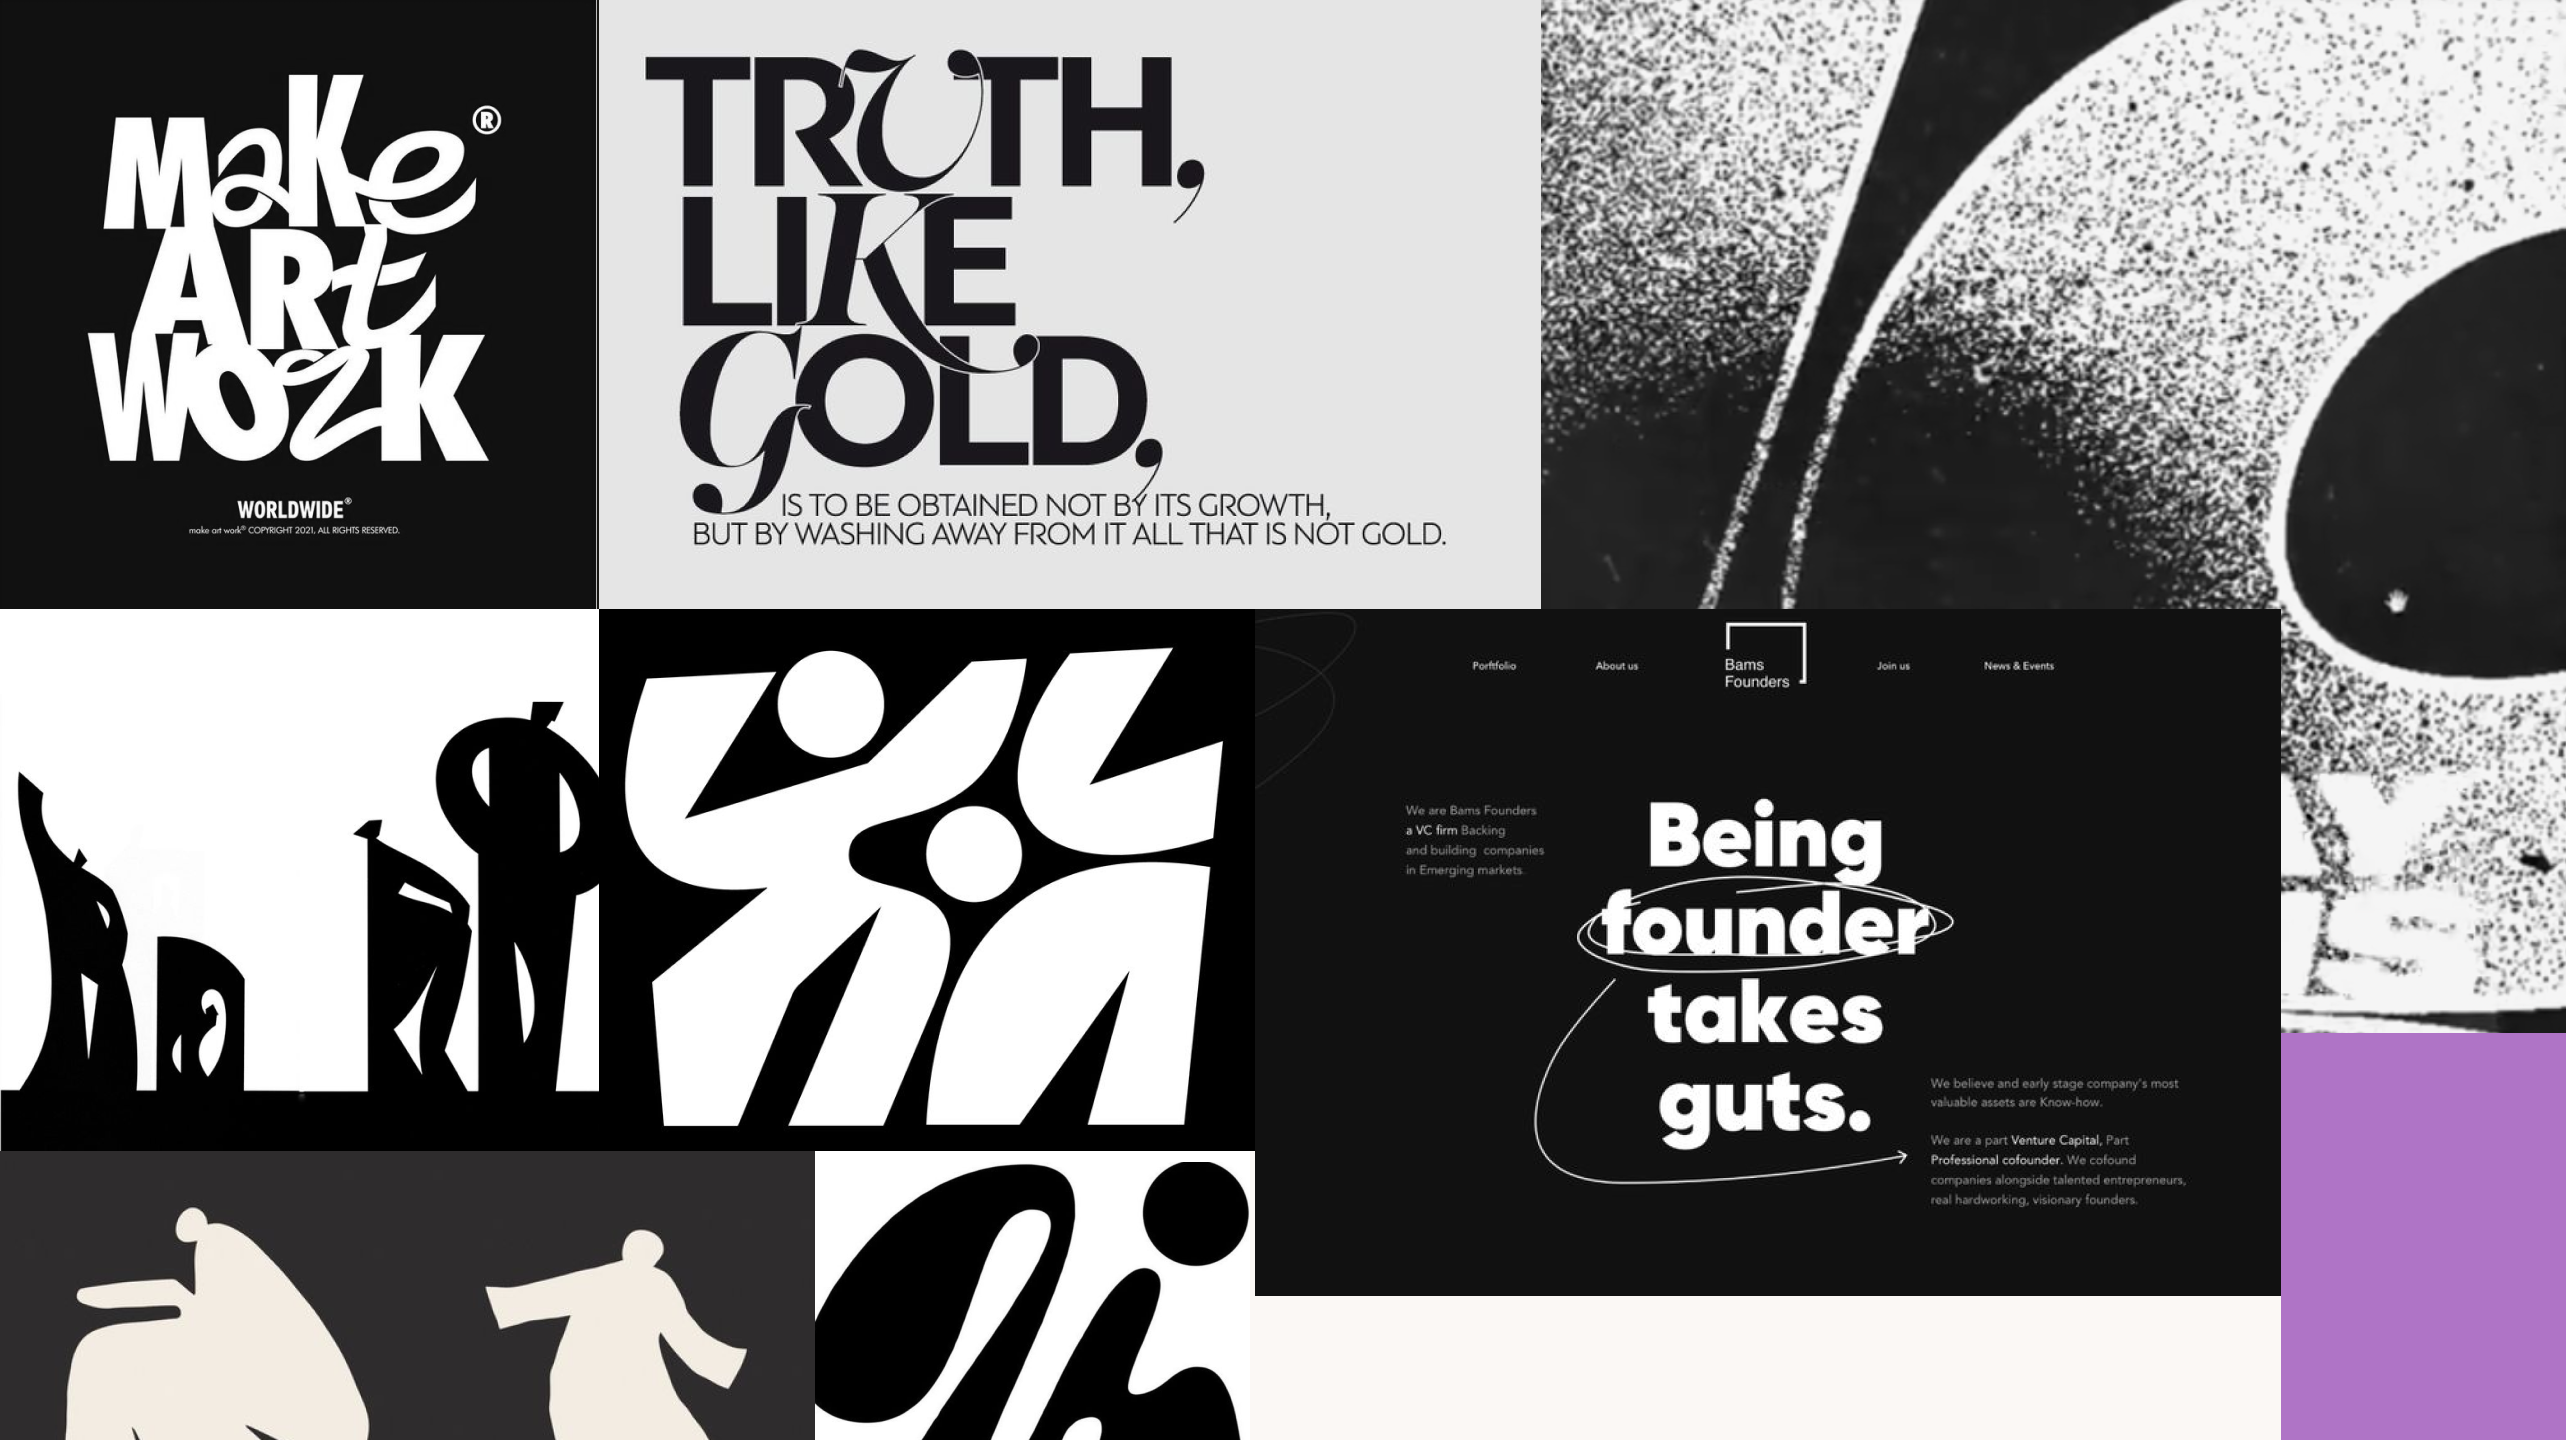 Make®
ARt
WORK
WORLDWIDE®
make art work® COPYRIGHT 2021, ALL RIGHTS RESERVED.
TRUTH,
LIKE
GOLD,
IS TO BE OBTAINED NOT BY ITS GROWTH,
BUT BY WASHING AWAY FROM IT ALL THAT IS NOT GOLD.
Porftfolio
About us
Bams
Founders
Join us
News & Events
We are Bams Founders
a VC firm Backing
and building companies
in Emerging markets
Being
founder
takes
guts.
We believe and early stage company's most
valuable assets are Know-how.
We are a part Venture Capital, Part
Professional cofounder. We cofound
companies alongside talented entrepreneurs,
real hardworking, visionary founders.